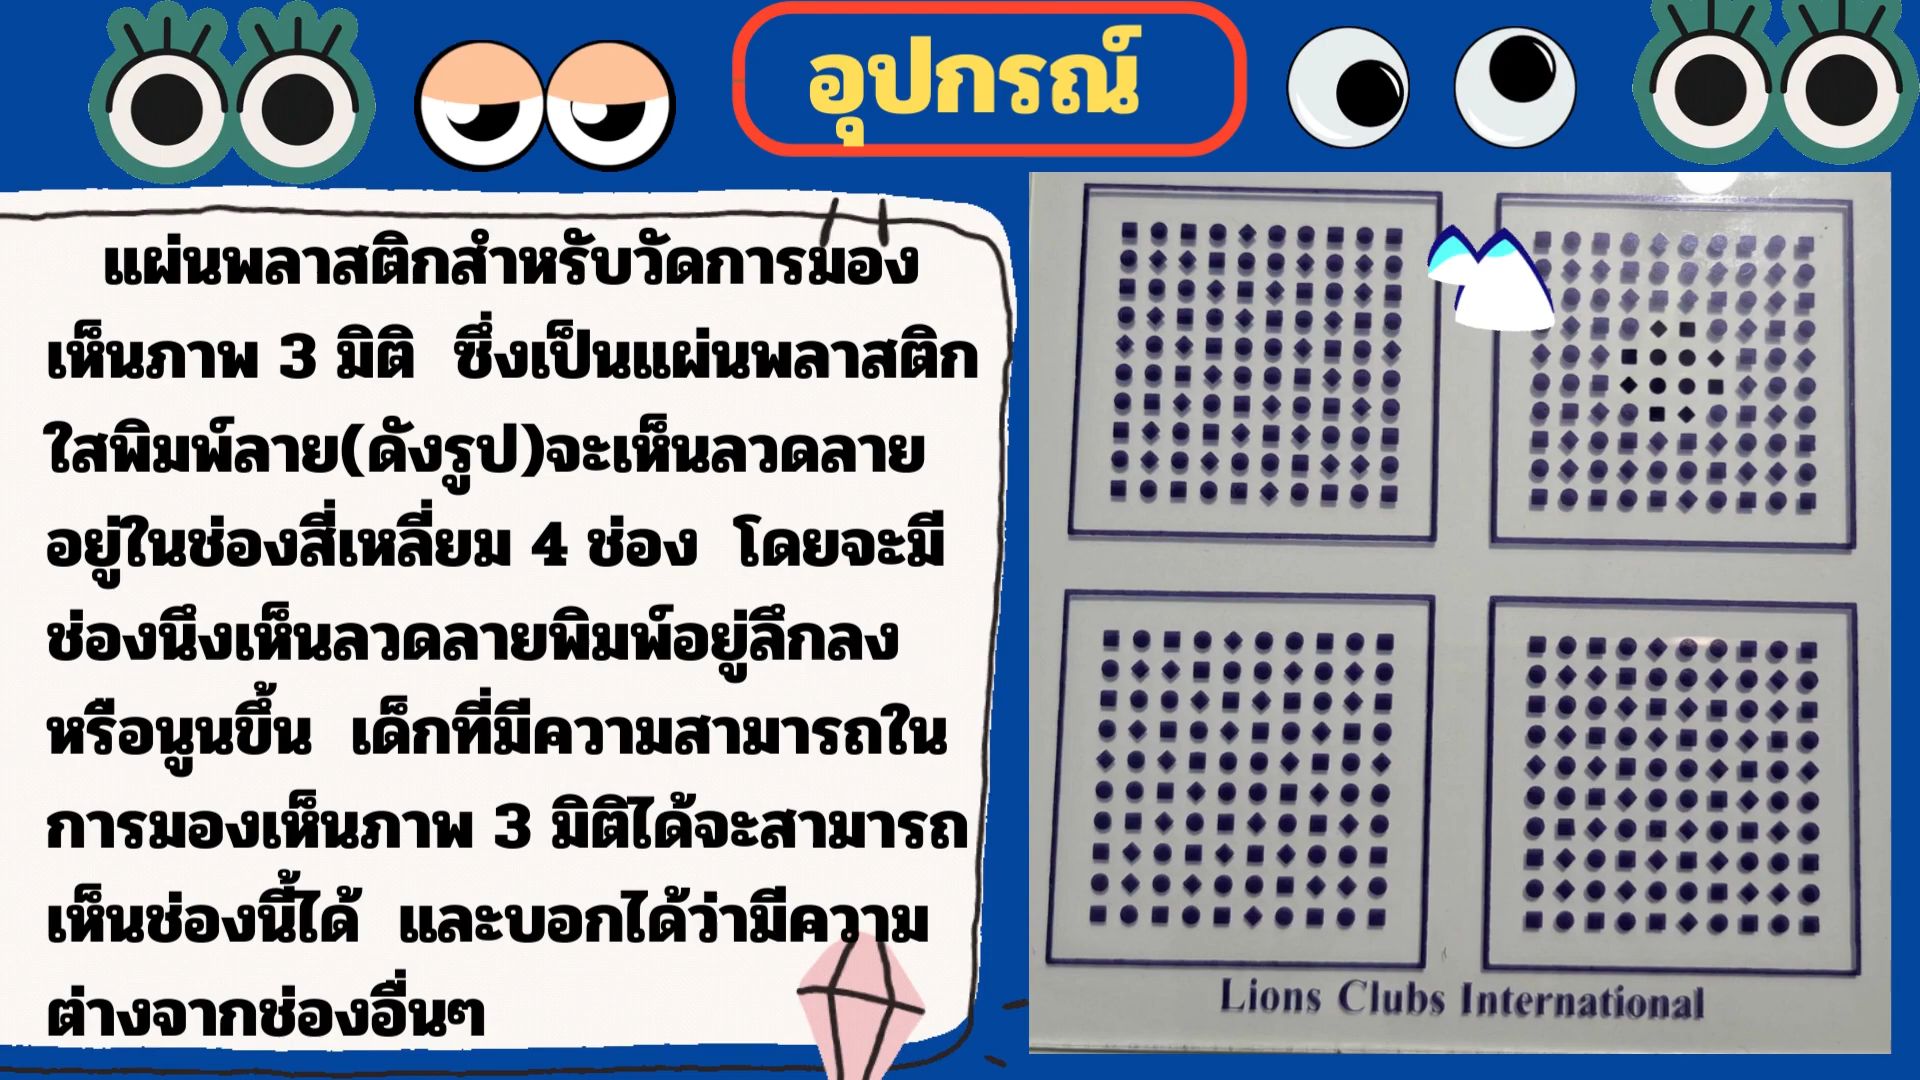 อุปกรณ์
แผ่นพลาสติกสำหรับวัดการมอง
เห็นภาพ 3 มิติ  ซึ่งเป็นแผ่นพลาสติก
ใสพิมพ์ลาย(ดังรูป)จะเห็นลวดลาย
อยู่ในช่องสี่เหลี่ยม 4 ช่อง  โดยจะมี
ช่องนึงเห็นลวดลายพิมพ์อยู่ลึกลง
หรือนูนขึ้น  เด็กที่มีความสามารถใน
การมองเห็นภาพ 3 มิติได้จะสามารถ
เห็นช่องนี้ได้  และบอกได้ว่ามีความ
ต่างจากช่องอื่นๆ
Lions Clubs International